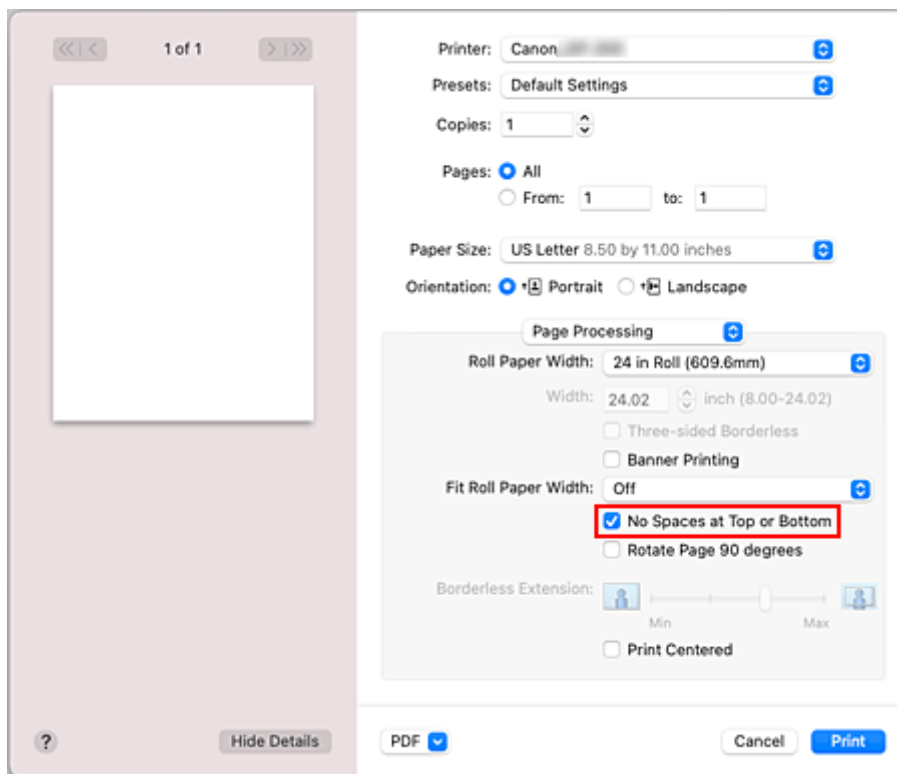 1 of 1
Printer: Canon
Presets: Default Settings
Copies: 1
Pages: All
From: 1 to: 1
Paper Size: US Letter 8.50 by 11.00 inches
Orientation: Portrait Landscape
Page Processing
Roll Paper Width: 24 in Roll (609.6mm)
Width: 24.02 inch (8.00-24.02)
Three-sided Borderless
Banner Printing
Fit Roll Paper Width: Off
No Spaces at Top or Bottom
Rotate Page 90 degrees
Borderless Extension:
Min Max
Print Centered
? Hide Details PDF Cancel Print